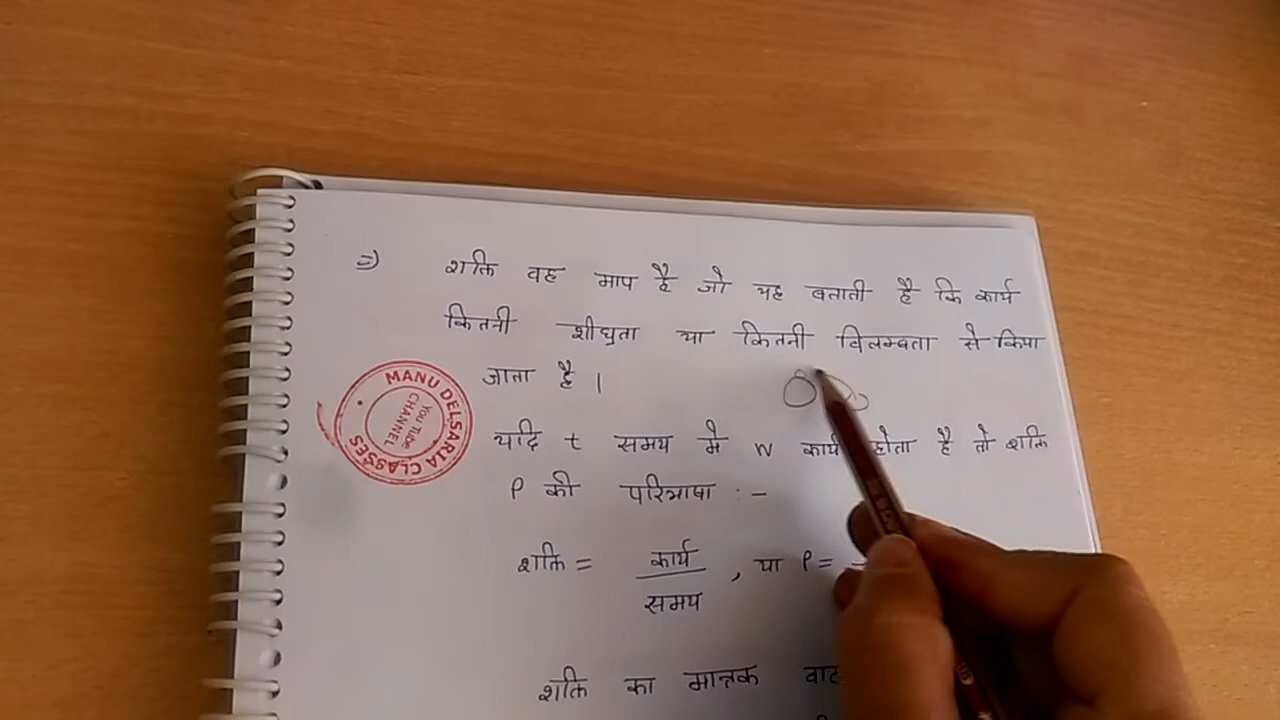 =) शक्ति वह माप है जो यह बताती है कि कार्य
कितनी शीघ्रता या कितनी विलम्बता से किया
जाता है ।
MANU DELSARIA CLASSES
You Tube
CHANNEL
यदि t समय मे W कार्य होता है तो शक्ति
P की परिभाषा :-
शक्ति = कार्य / समय , या P =
शक्ति का मात्रक